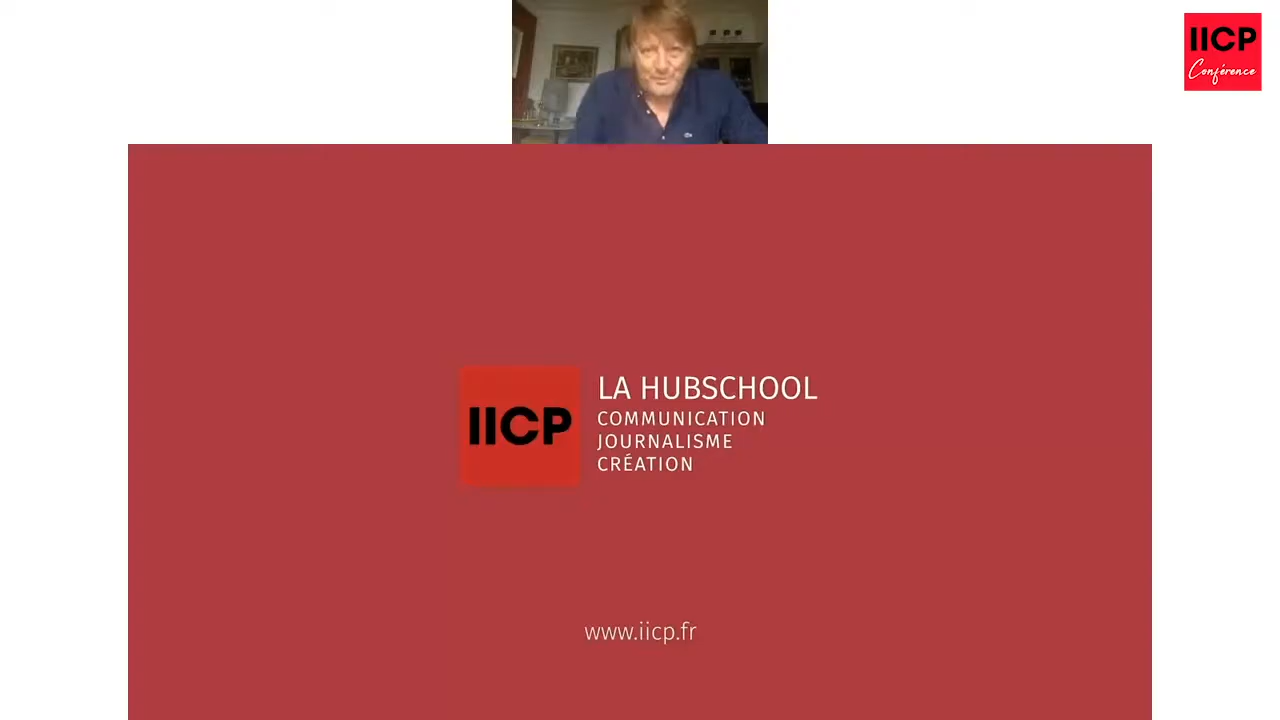 IICP
Conférence
IICP
LA HUBSCHOOL
COMMUNICATION
JOURNALISME
CRÉATION
www.iicp.fr